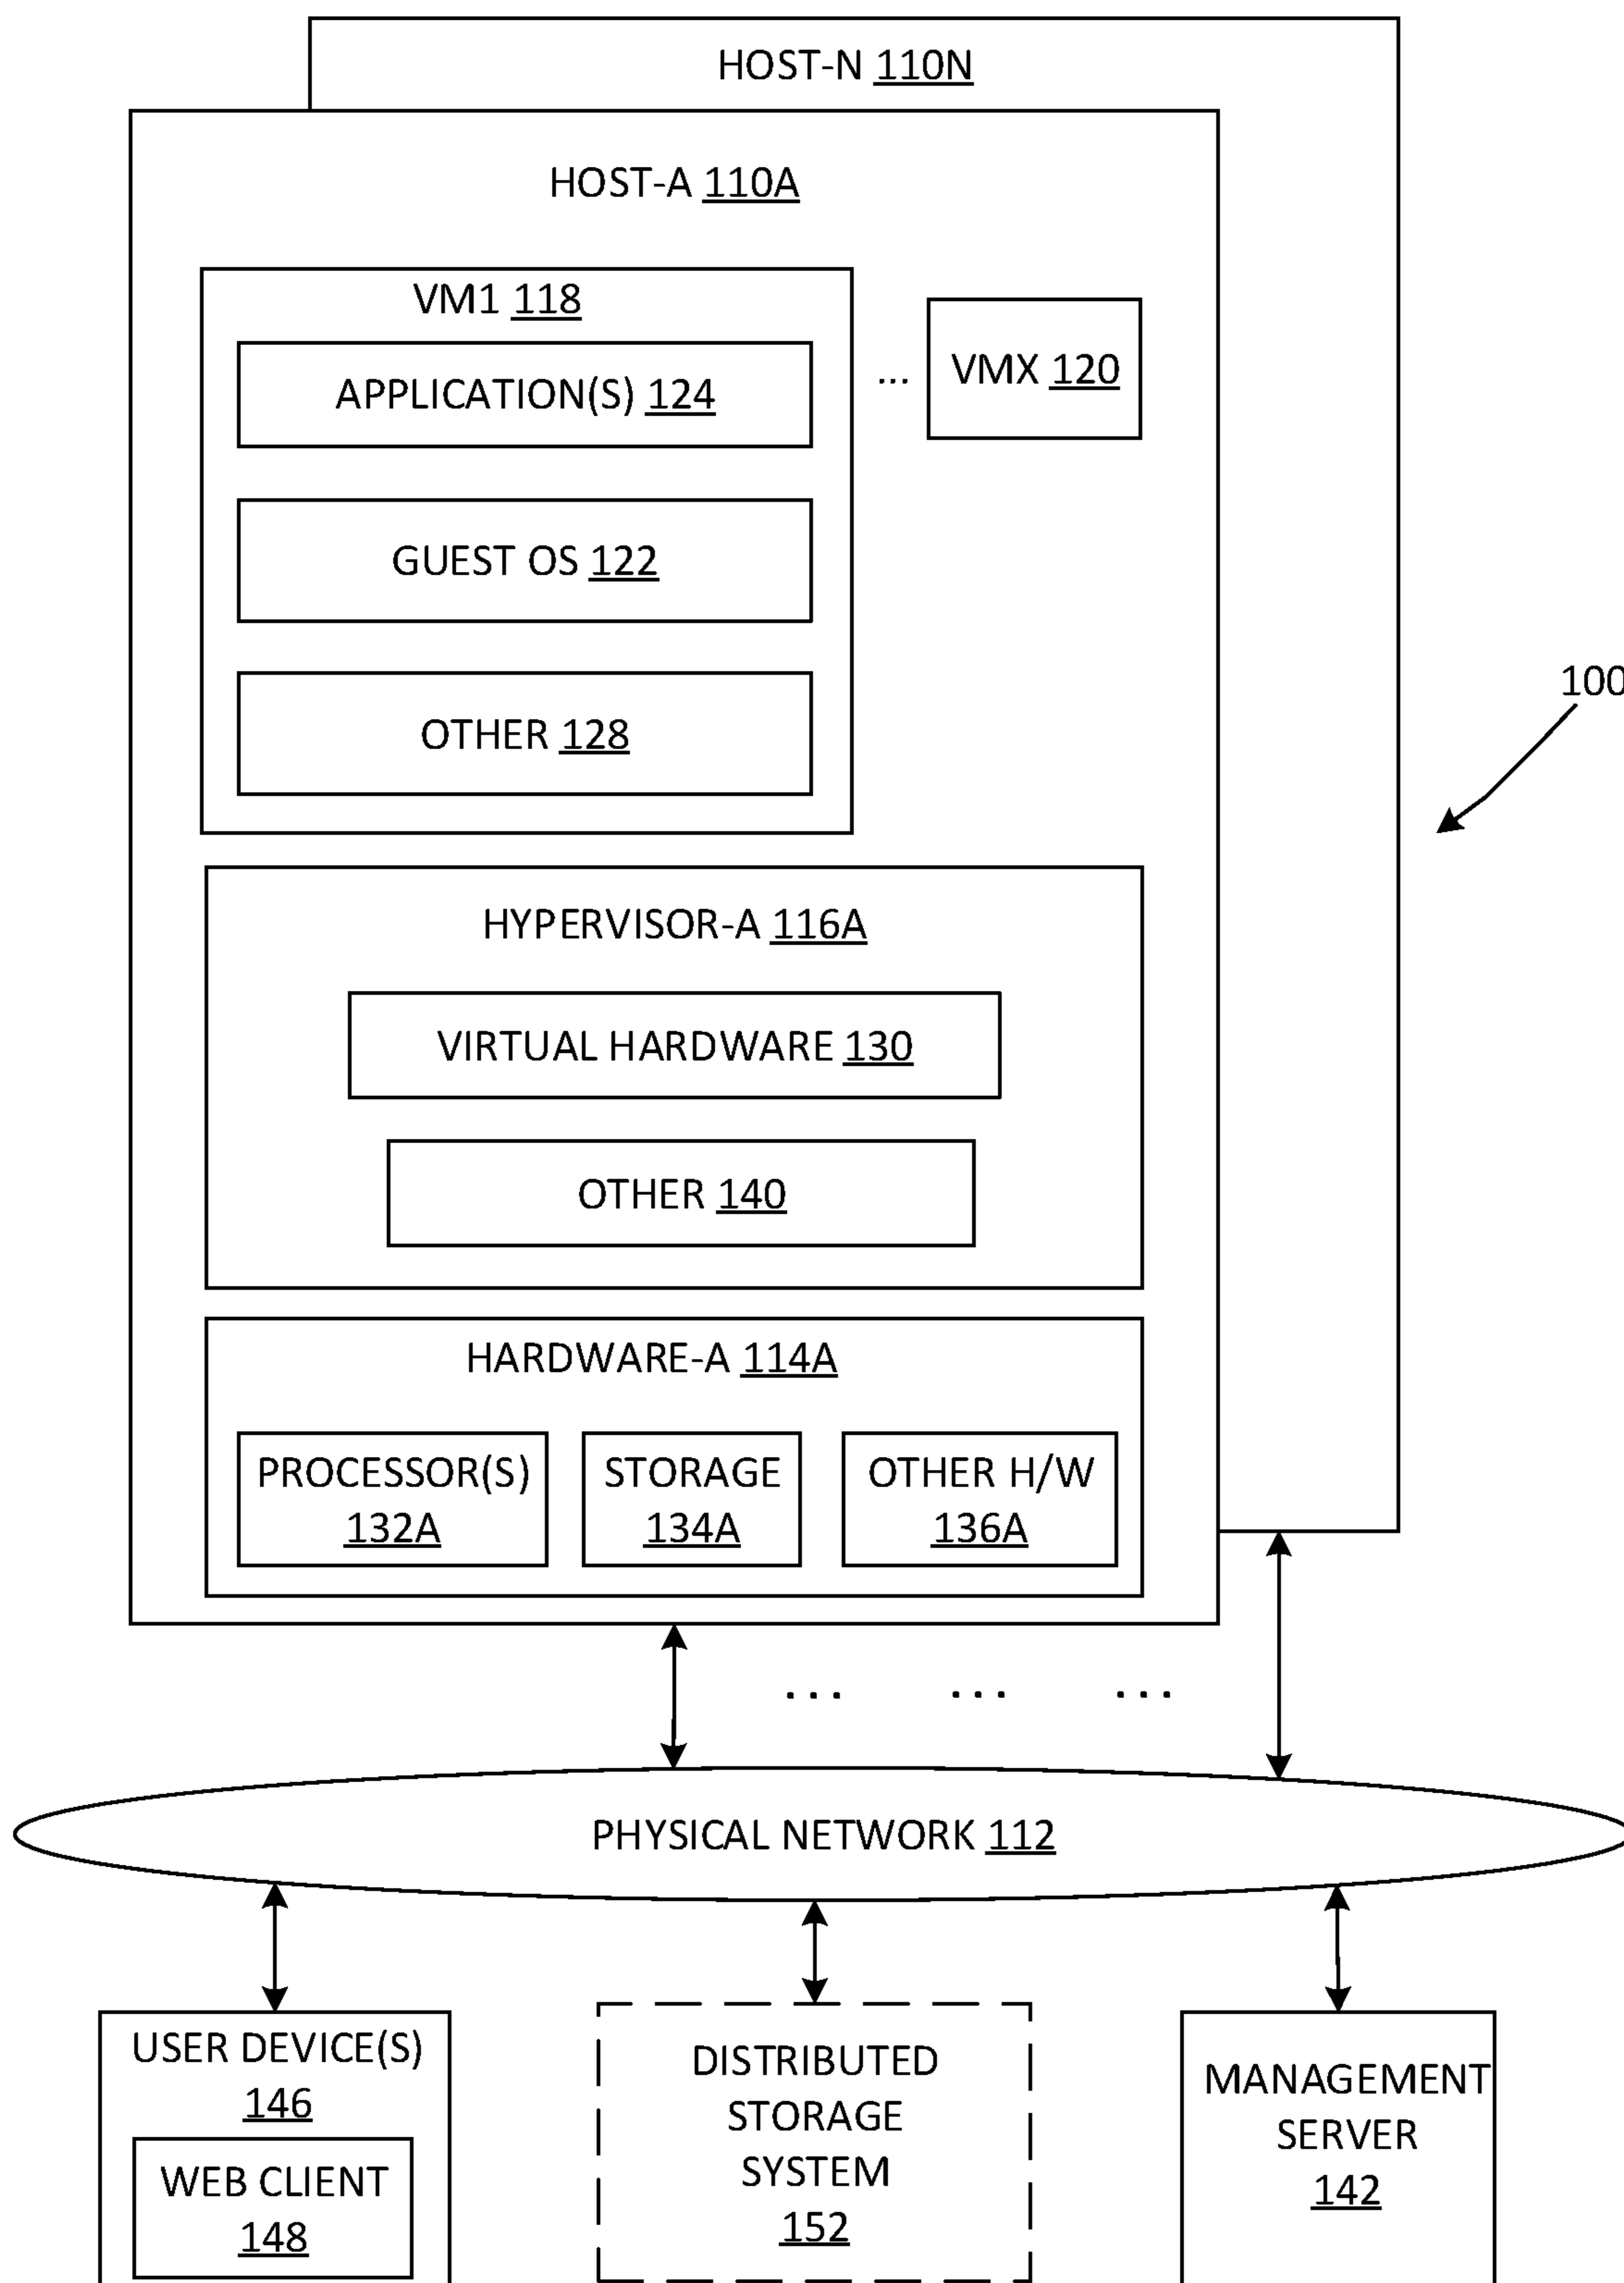 HOST-N 110N
HOST-A 110A
VM1 118
APPLICATION(S) 124
... VMX 120
GUEST OS 122
OTHER 128
100
HYPERVISOR-A 116A
VIRTUAL HARDWARE 130
OTHER 140
HARDWARE-A 114A
PROCESSOR(S)
132A
STORAGE
134A
OTHER H/W
136A
... ... ...
PHYSICAL NETWORK 112
USER DEVICE(S)
146
WEB CLIENT
148
DISTRIBUTED
STORAGE
SYSTEM
152
MANAGEMENT
SERVER
142